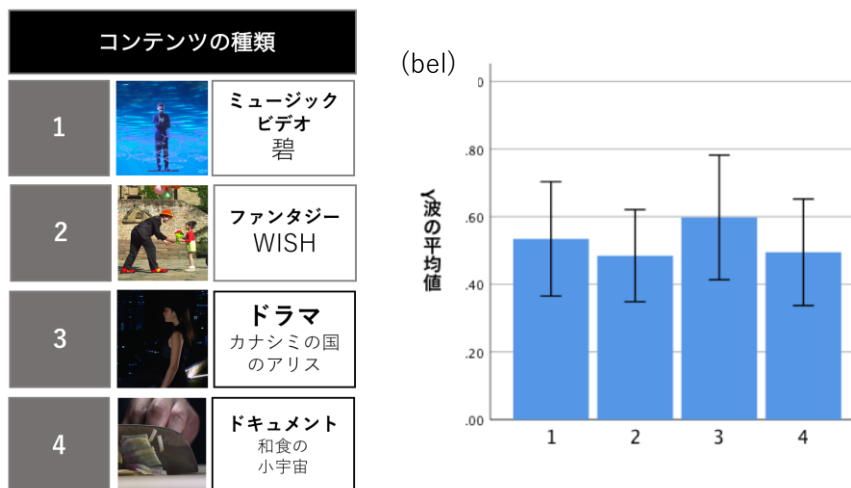 コンテンツの種類
1
ミュージック
ビデオ
碧
2
ファンタジー
WISH
3
ドラマ
カナシミの国
のアリス
4
ドキュメント
和食の
小宇宙
(bel)
γ波の平均値
0
.80
.60
.40
.20
.00
1
2
3
4